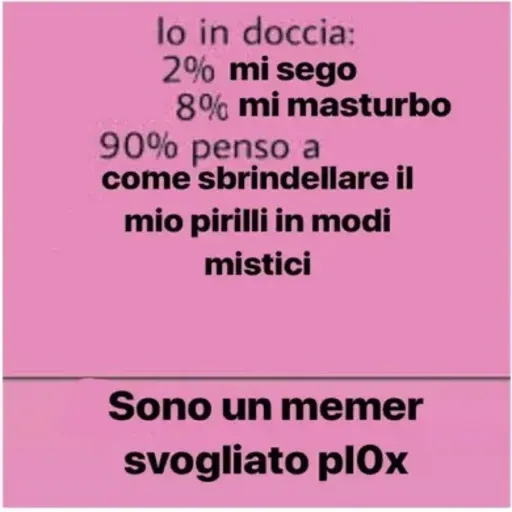 Io in doccia:
2% mi sego
8% mi masturbo
90% penso a
come sbrindellare il
mio pirilli in modi
mistici
Sono un memer
svogliato pl0x